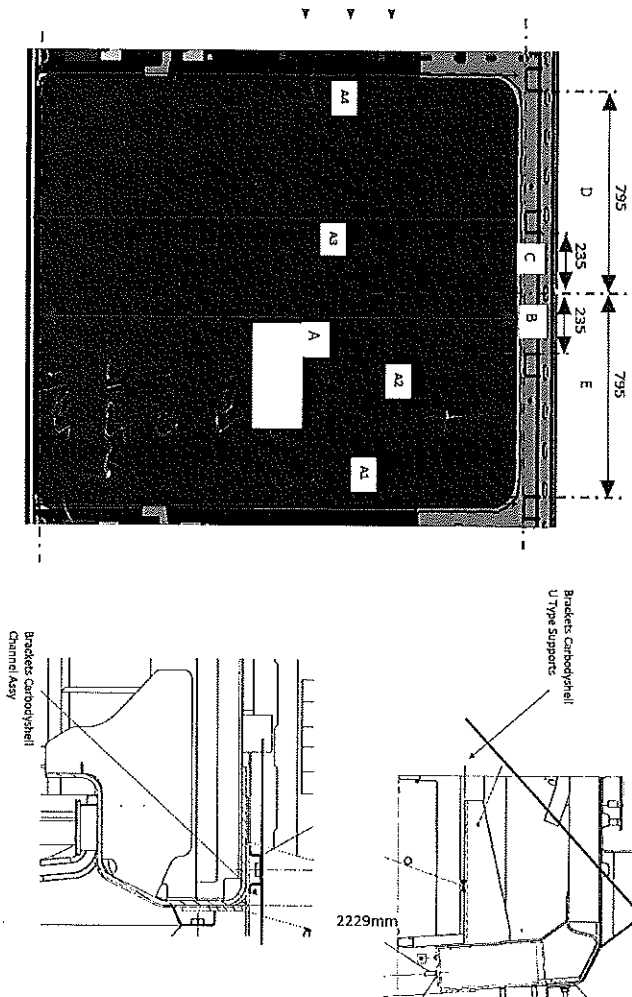 795
D
235
C
B
235
E
795
A4
A3
A
A2
A1
Brackets Carbodyshell
U Type Supports
2229mm
Brackets Carbodyshell
Channel Assy